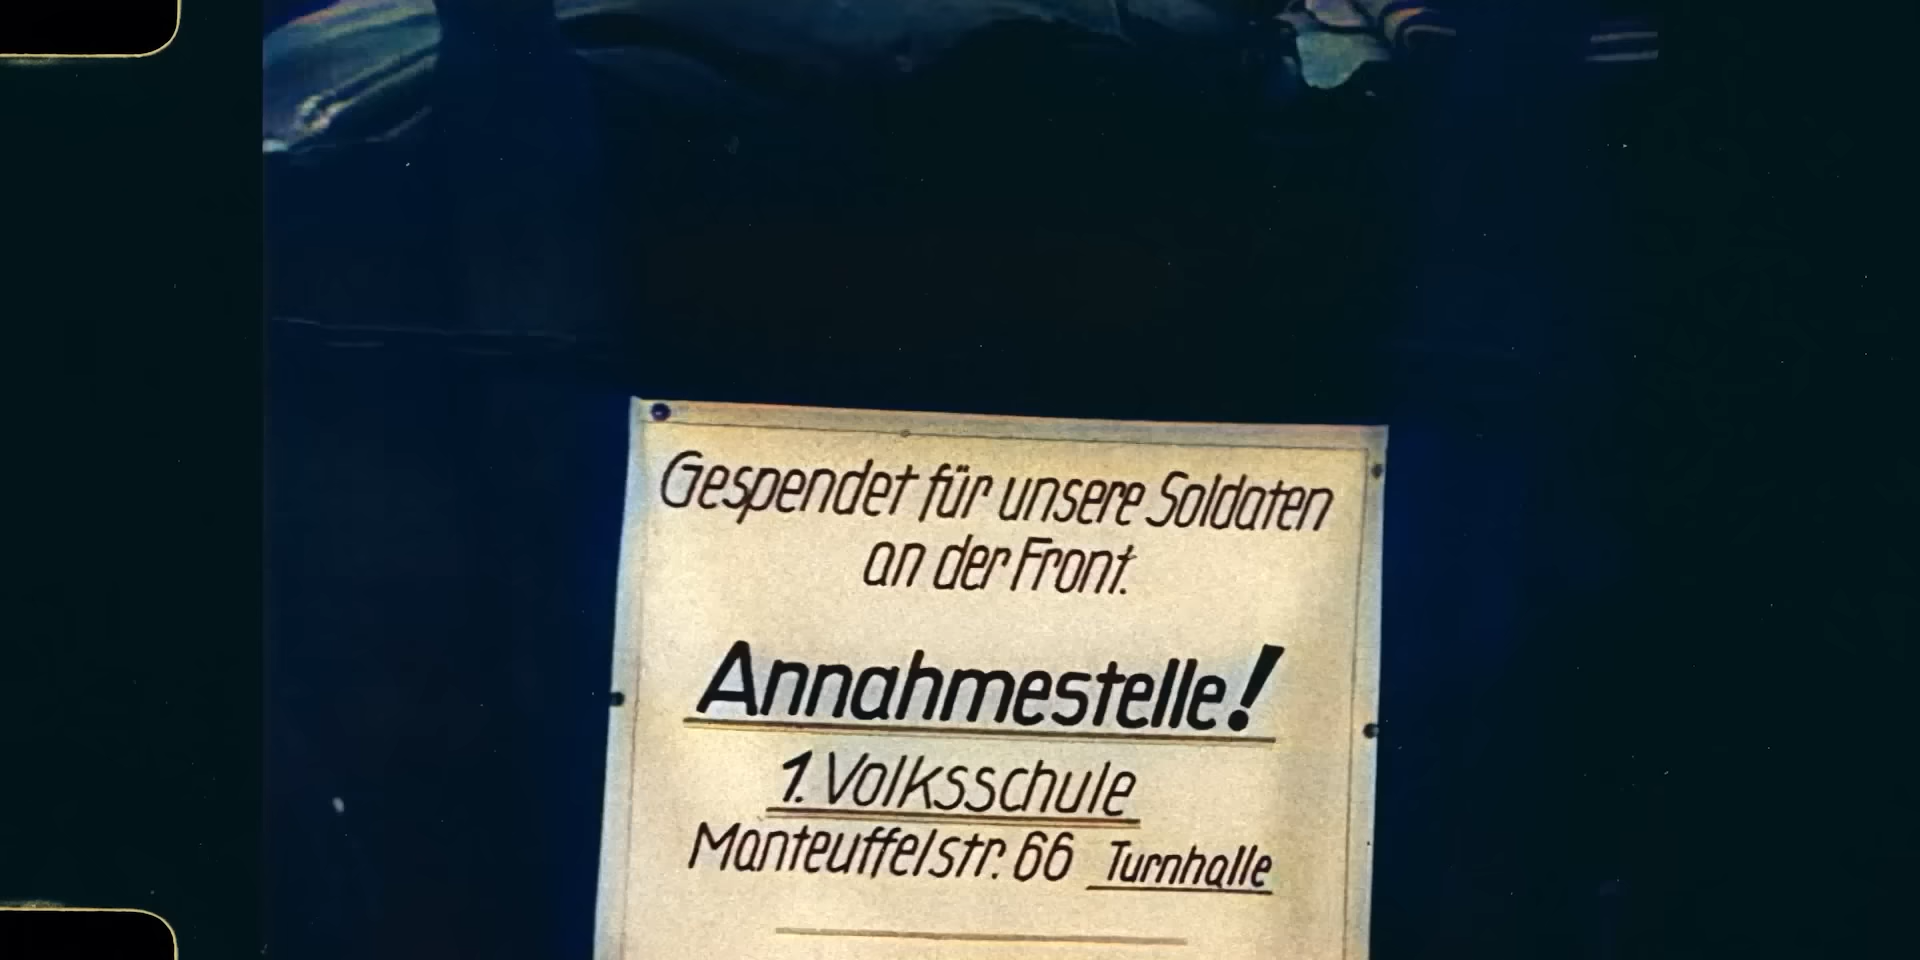 Gespendet für unsere Soldaten
an der Front.
Annahmestelle!
1. Volksschule
Manteuffelstr. 66 Turnhalle